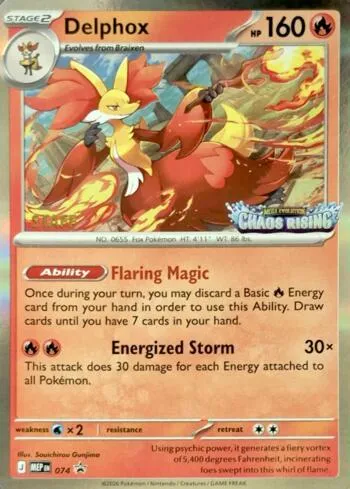 STAGE2 Delphox HP 160
Evolves from Braixen
STAFF
MEGA EVOLUTION
CHAOS RISING
NO. 0655 Fox Pokémon HT: 4'11" WT: 86 lbs.
Ability Flaring Magic
Once during your turn, you may discard a Basic Energy
card from your hand in order to use this Ability. Draw
cards until you have 7 cards in your hand.
Energized Storm 30×
This attack does 30 damage for each Energy attached to
all Pokémon.
weakness ×2 resistance retreat
Illus. Souichirou Gunjima
Using psychic power, it generates a fiery vortex
of 5,400 degrees Fahrenheit, incinerating
foes swept into this whirl of flame.
J MEP EN 074
©2026 Pokémon / Nintendo / Creatures / GAME FREAK